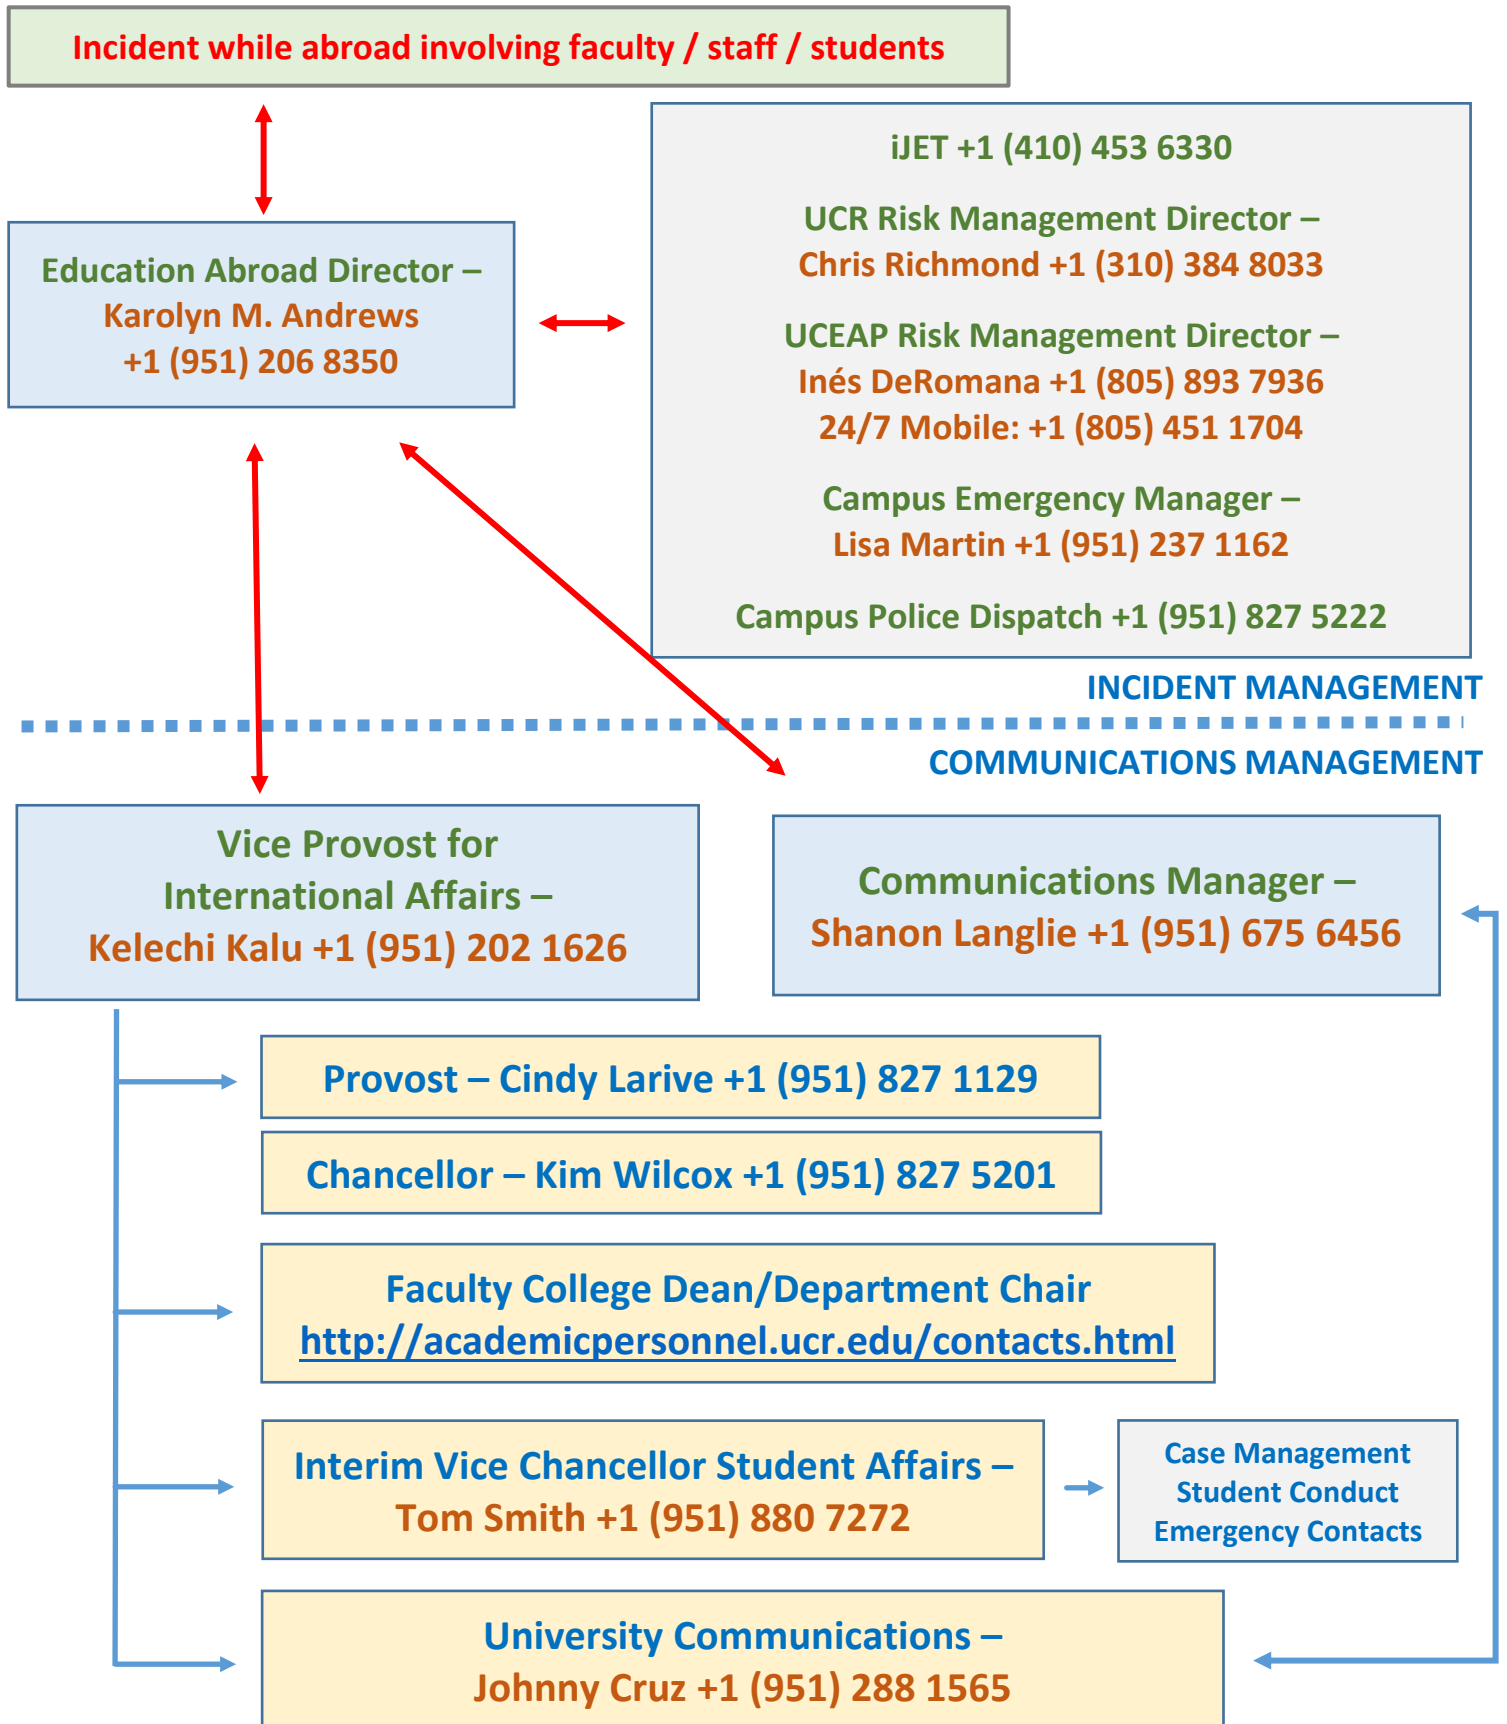 Incident while abroad involving faculty / staff / students
iJET +1 (410) 453 6330
UCR Risk Management Director –
Chris Richmond +1 (310) 384 8033
UCEAP Risk Management Director –
Inés DeRomana +1 (805) 893 7936
24/7 Mobile: +1 (805) 451 1704
Campus Emergency Manager –
Lisa Martin +1 (951) 237 1162
Campus Police Dispatch +1 (951) 827 5222
Education Abroad Director –
Karolyn M. Andrews
+1 (951) 206 8350
INCIDENT MANAGEMENT
COMMUNICATIONS MANAGEMENT
Vice Provost for
International Affairs –
Kelechi Kalu +1 (951) 202 1626
Communications Manager –
Shanon Langlie +1 (951) 675 6456
Provost – Cindy Larive +1 (951) 827 1129
Chancellor – Kim Wilcox +1 (951) 827 5201
Faculty College Dean/Department Chair
http://academicpersonnel.ucr.edu/contacts.html
Interim Vice Chancellor Student Affairs –
Tom Smith +1 (951) 880 7272
Case Management
Student Conduct
Emergency Contacts
University Communications –
Johnny Cruz +1 (951) 288 1565